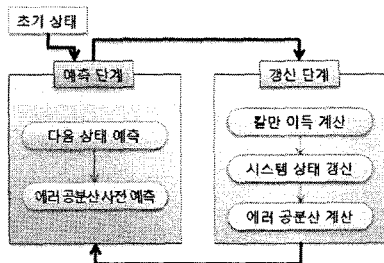 초기 상태
예측 단계
다음 상태 예측
에러 공분산 사전 예측
갱신 단계
칼만 이득 계산
시스템 상태 갱신
에러 공분산 계산